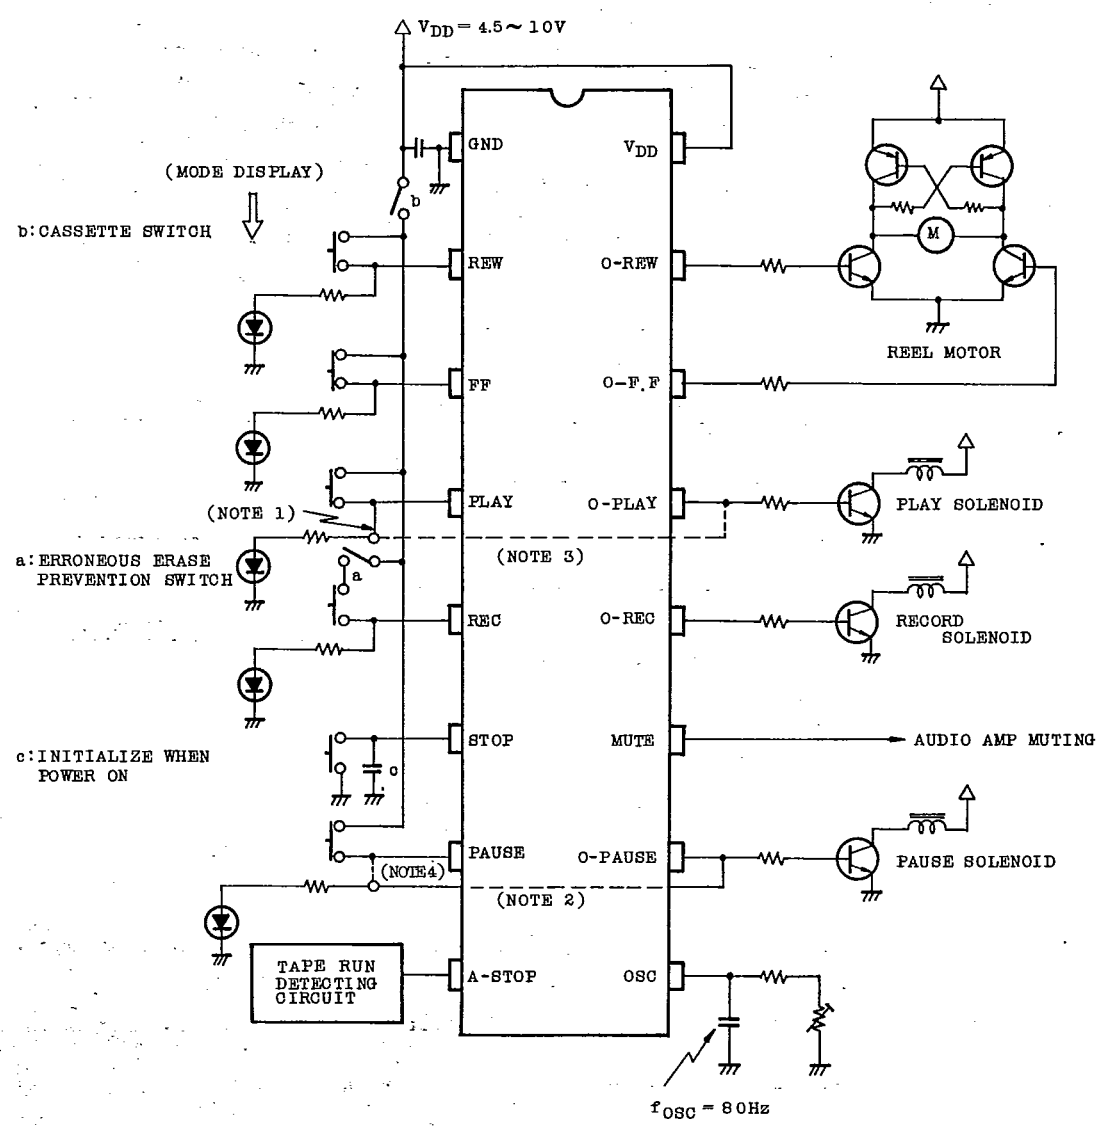 VDD = 4.5 ~ 10V
GND
VDD
(MODE DISPLAY)
b
b:CASSETTE SWITCH
REW
O-REW
M
REEL MOTOR
FF
O-F.F
PLAY
O-PLAY
PLAY SOLENOID
(NOTE 1)
(NOTE 3)
a:ERRONEOUS ERASE
PREVENTION SWITCH
a
REC
O-REC
RECORD
SOLENOID
STOP
MUTE
AUDIO AMP MUTING
c:INITIALIZE WHEN
POWER ON
c
PAUSE
O-PAUSE
PAUSE SOLENOID
(NOTE4)
(NOTE 2)
TAPE RUN
DETECTING
CIRCUIT
A-STOP
OSC
fOSC = 80Hz